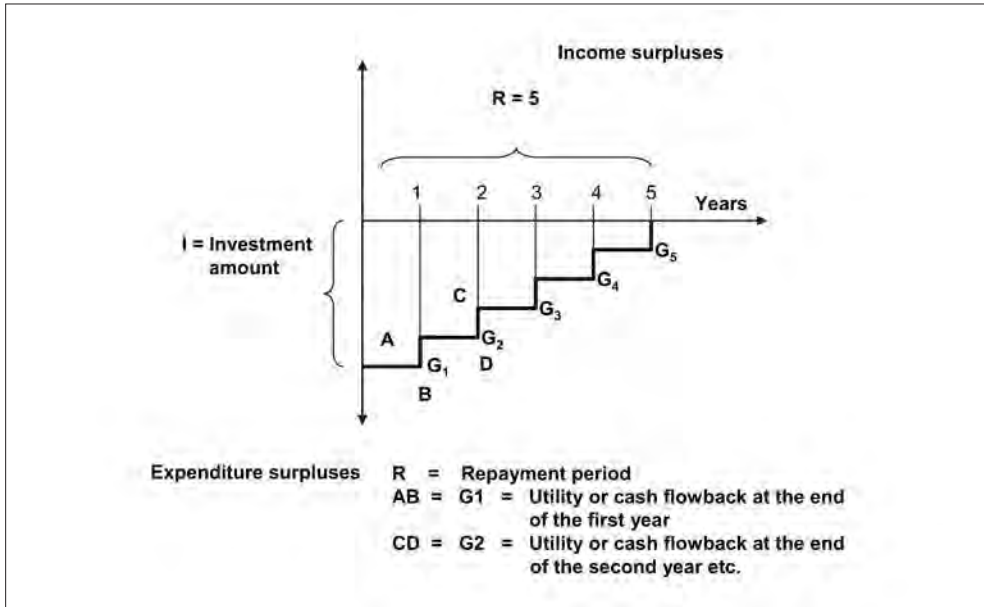 Income surpluses
R = 5
1 2 3 4 5
Years
I = Investment
amount
G₅
G₄
C
G₃
A
G₂
G₁
D
B
Expenditure surpluses R = Repayment period
AB = G1 = Utility or cash flowback at the end
of the first year
CD = G2 = Utility or cash flowback at the end
of the second year etc.